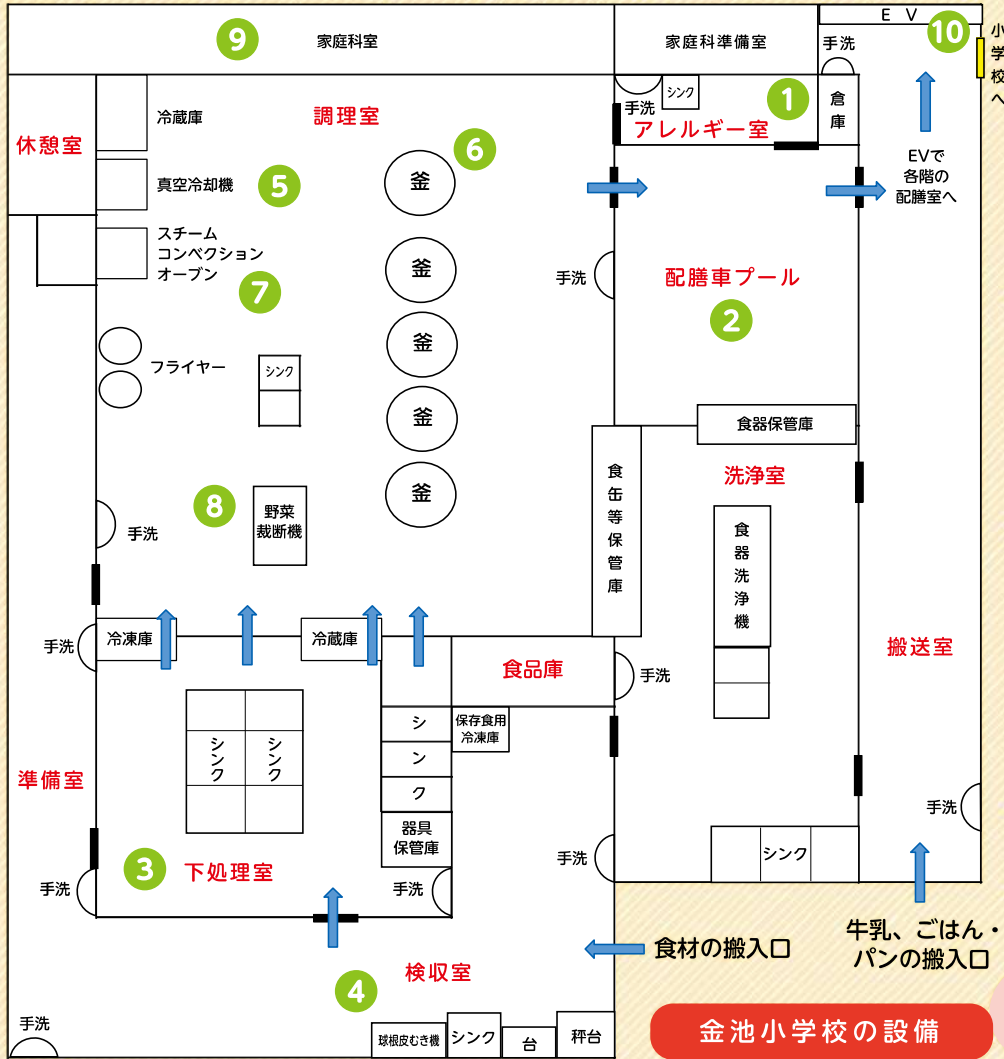 9
家庭科室
家庭科準備室
E V
10
手洗
小学校へ
休憩室
冷蔵庫
調理室
手洗
シンク
1
倉庫
アレルギー室
真空冷却機
5
6
釜
EVで
各階の
配膳室へ
スチーム
コンベクション
オーブン
7
釜
手洗
配膳車プール
2
フライヤー
シンク
釜
釜
食器保管庫
8
野菜
裁断機
釜
食缶等保管庫
洗浄室
食器洗浄機
手洗
手洗
冷凍庫
冷蔵庫
食品庫
手洗
搬送室
シンク
シンク
シンク
保存食用
冷凍庫
準備室
器具
保管庫
手洗
3
下処理室
手洗
手洗
手洗
シンク
検収室
4
食材の搬入口
牛乳、ごはん・
パンの搬入口
手洗
球根皮むき機
シンク
台
秤台
金池小学校の設備